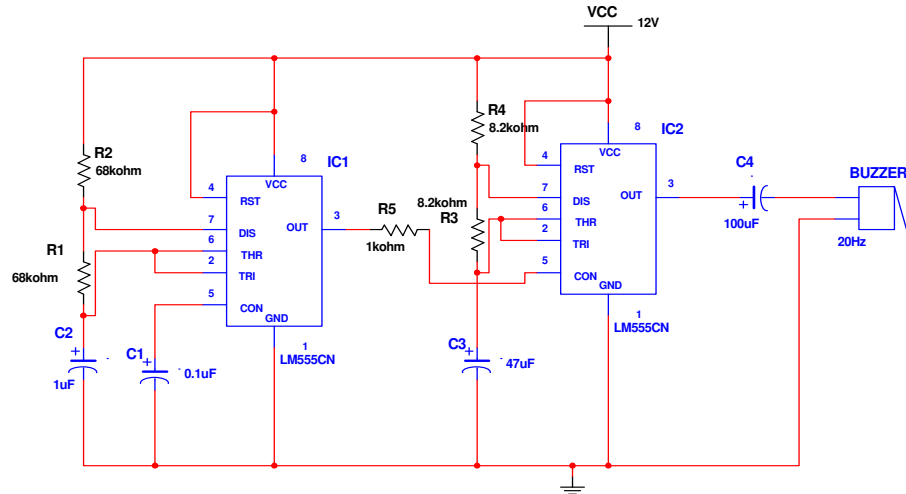 VCC
12V
R4
8.2kohm
8
IC2
VCC
4
RST
OUT
3
7
DIS
6
THR
2
TRI
5
CON
GND
1
LM555CN
C4
+
100uF
BUZZER
20Hz
R2
68kohm
8
IC1
VCC
4
RST
OUT
3
7
DIS
6
THR
2
TRI
5
CON
GND
1
LM555CN
R5
1kohm
8.2kohm
R3
R1
68kohm
C2
+
1uF
C1
+
0.1uF
C3
+
47uF